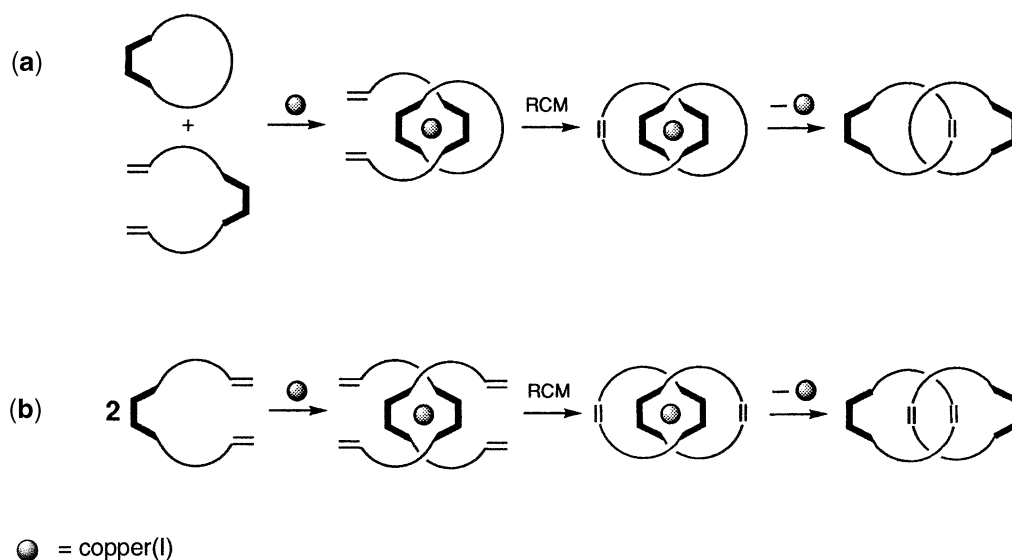 (a)
+
RCM
–
(b)
2
RCM
–
= copper(I)